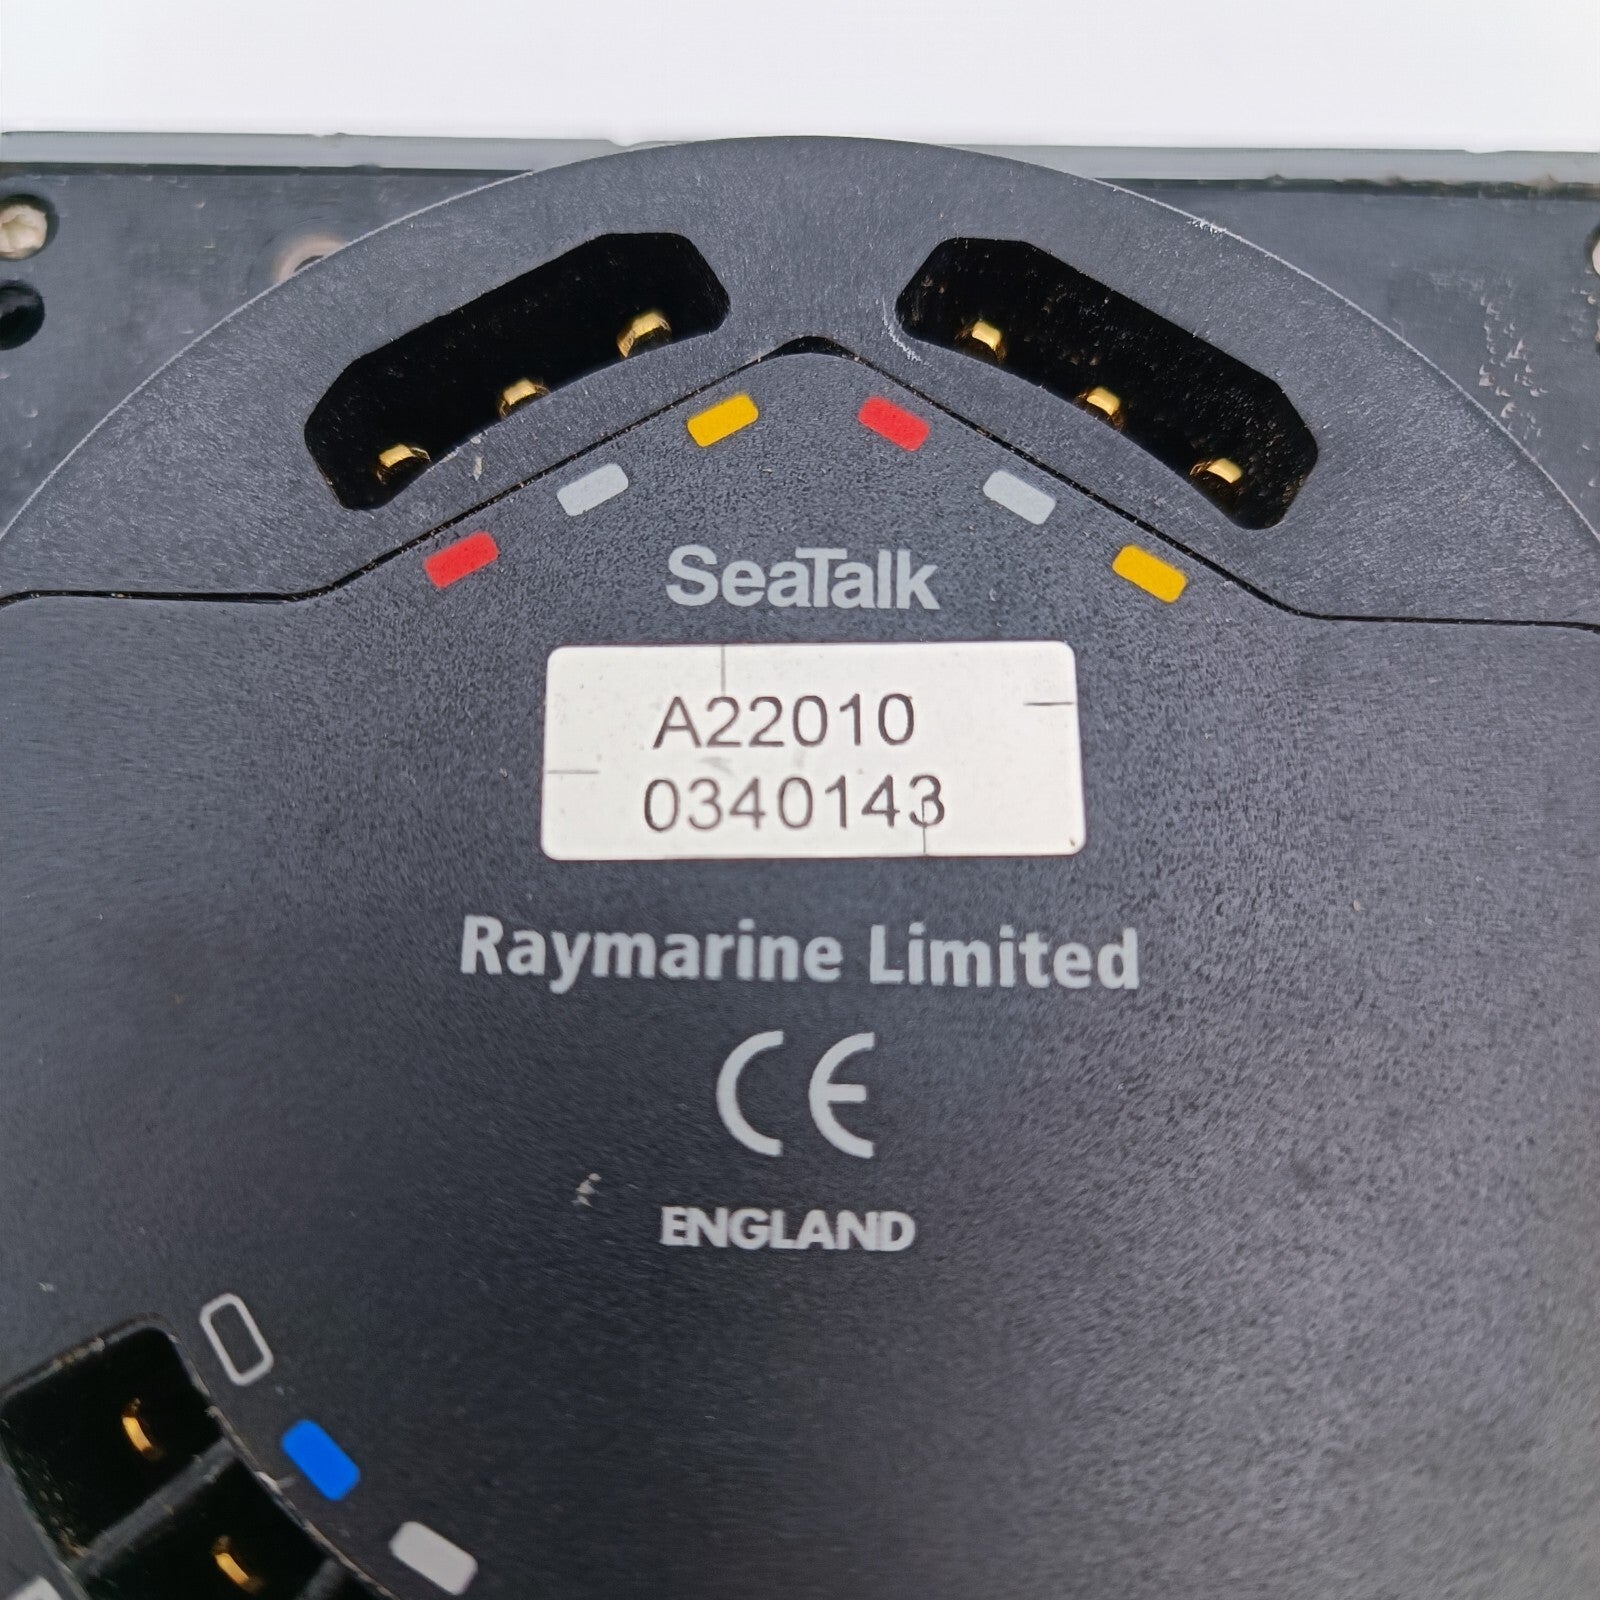 SeaTalk
A22010
0340143
Raymarine Limited
CE
ENGLAND